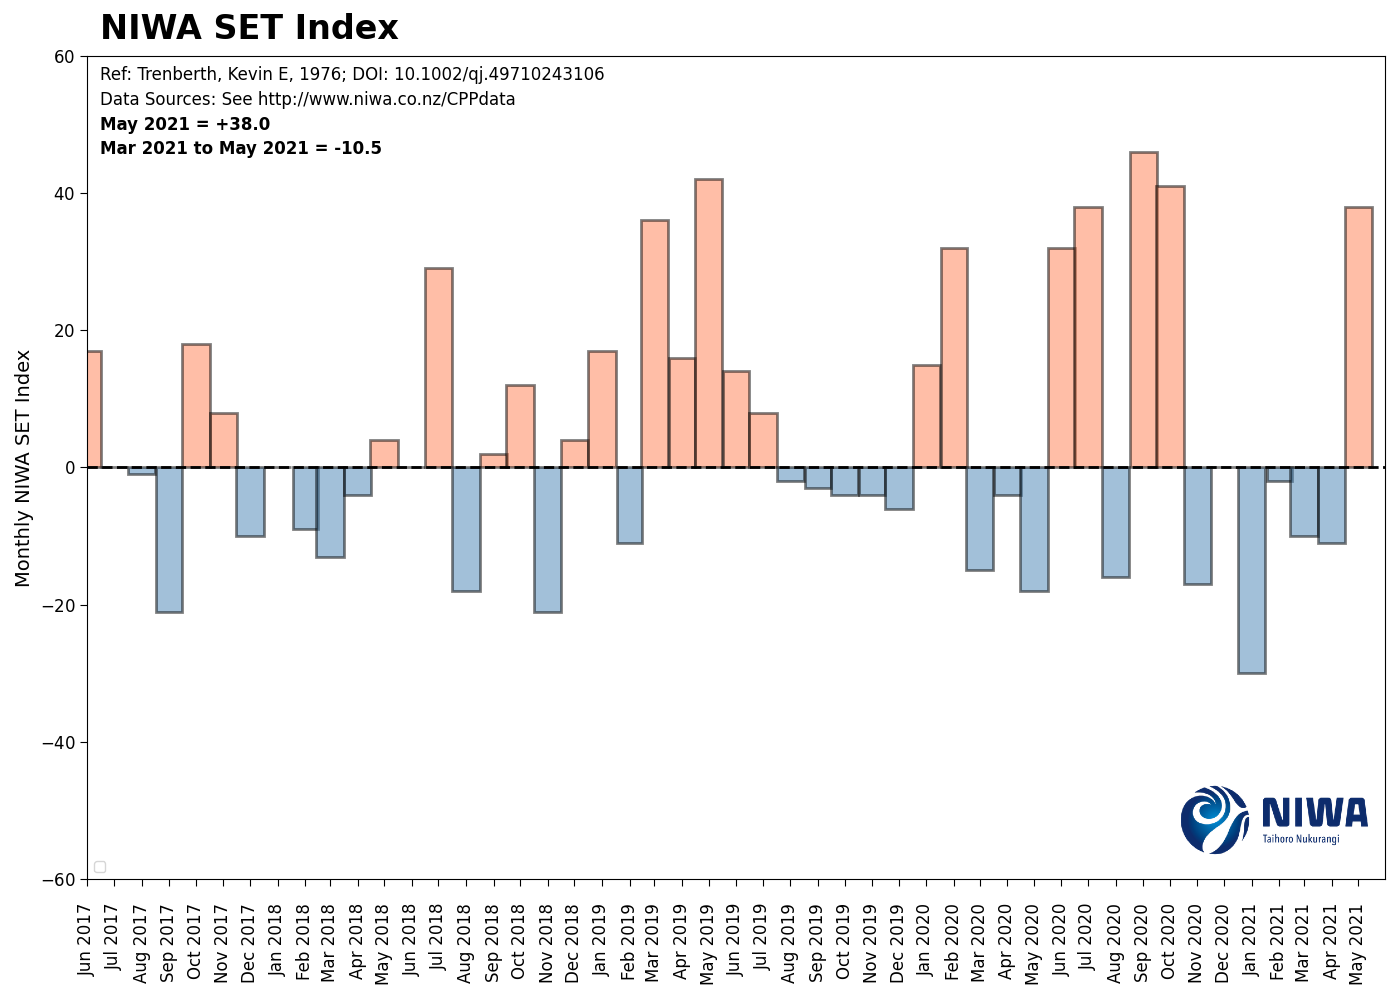 NIWA SET Index
Ref: Trenberth, Kevin E, 1976; DOI: 10.1002/qj.49710243106
Data Sources: See http://www.niwa.co.nz/CPPdata
May 2021 = +38.0
Mar 2021 to May 2021 = -10.5
Monthly NIWA SET Index
60
40
20
0
−20
−40
−60
NIWA
Taihoro Nukurangi
Jun 2017
Jul 2017
Aug 2017
Sep 2017
Oct 2017
Nov 2017
Dec 2017
Jan 2018
Feb 2018
Mar 2018
Apr 2018
May 2018
Jun 2018
Jul 2018
Aug 2018
Sep 2018
Oct 2018
Nov 2018
Dec 2018
Jan 2019
Feb 2019
Mar 2019
Apr 2019
May 2019
Jun 2019
Jul 2019
Aug 2019
Sep 2019
Oct 2019
Nov 2019
Dec 2019
Jan 2020
Feb 2020
Mar 2020
Apr 2020
May 2020
Jun 2020
Jul 2020
Aug 2020
Sep 2020
Oct 2020
Nov 2020
Dec 2020
Jan 2021
Feb 2021
Mar 2021
Apr 2021
May 2021